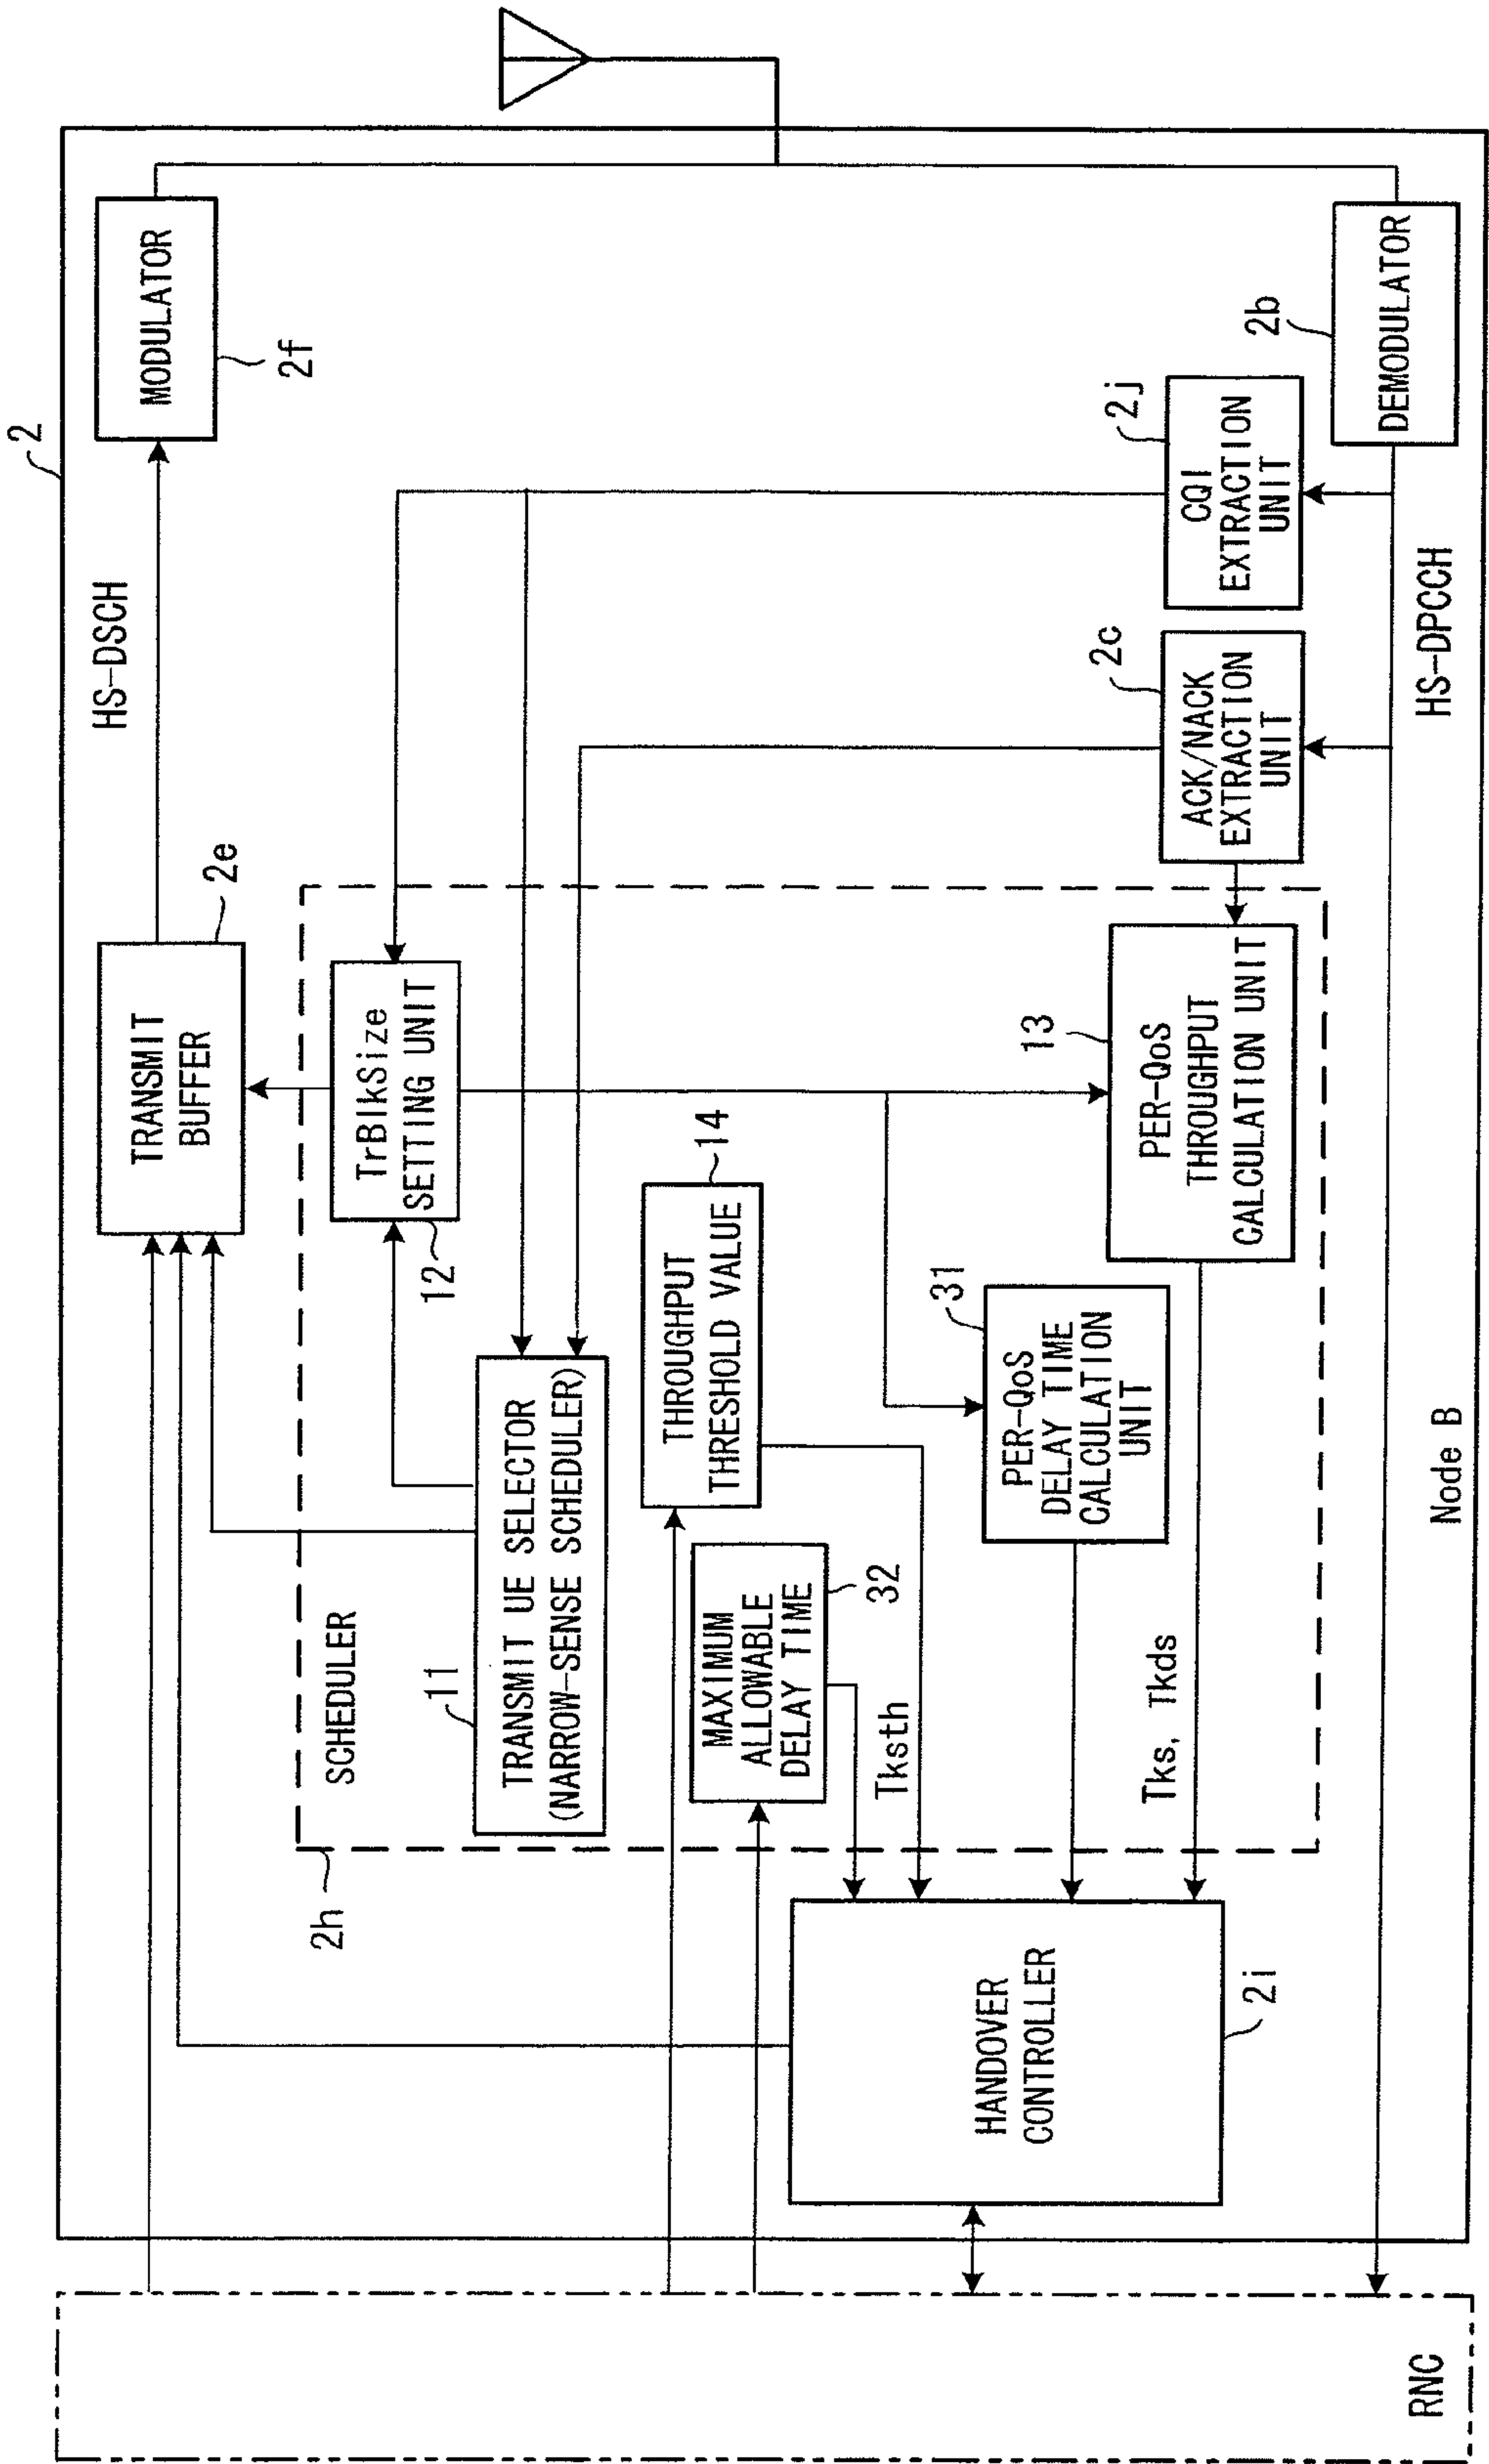 2
MODULATOR
2f
HS-DSCH
TRANSMIT
BUFFER
2e
DEMODULATOR
2b
CQI
EXTRACTION
UNIT
2j
ACK/NACK
EXTRACTION
UNIT
2c
HS-DPCCH
SCHEDULER
2h
TrBlkSize
SETTING UNIT
12
TRANSMIT UE SELECTOR
(NARROW-SENSE SCHEDULER)
11
THROUGHPUT
THRESHOLD VALUE
14
MAXIMUM
ALLOWABLE
DELAY TIME
32
PER-QoS
DELAY TIME
CALCULATION
UNIT
31
PER-QoS
THROUGHPUT
CALCULATION UNIT
13
Tksth
Tks, Tkds
HANDOVER
CONTROLLER
2i
Node B
RNC